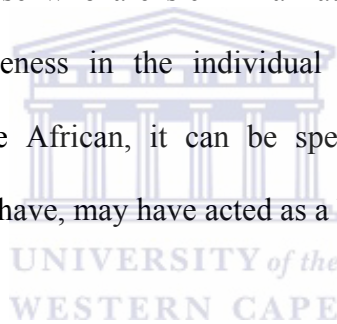 eness in the individual
African, it can be spe
have, may have acted as a
UNIVERSITY of the
WESTERN CAPE